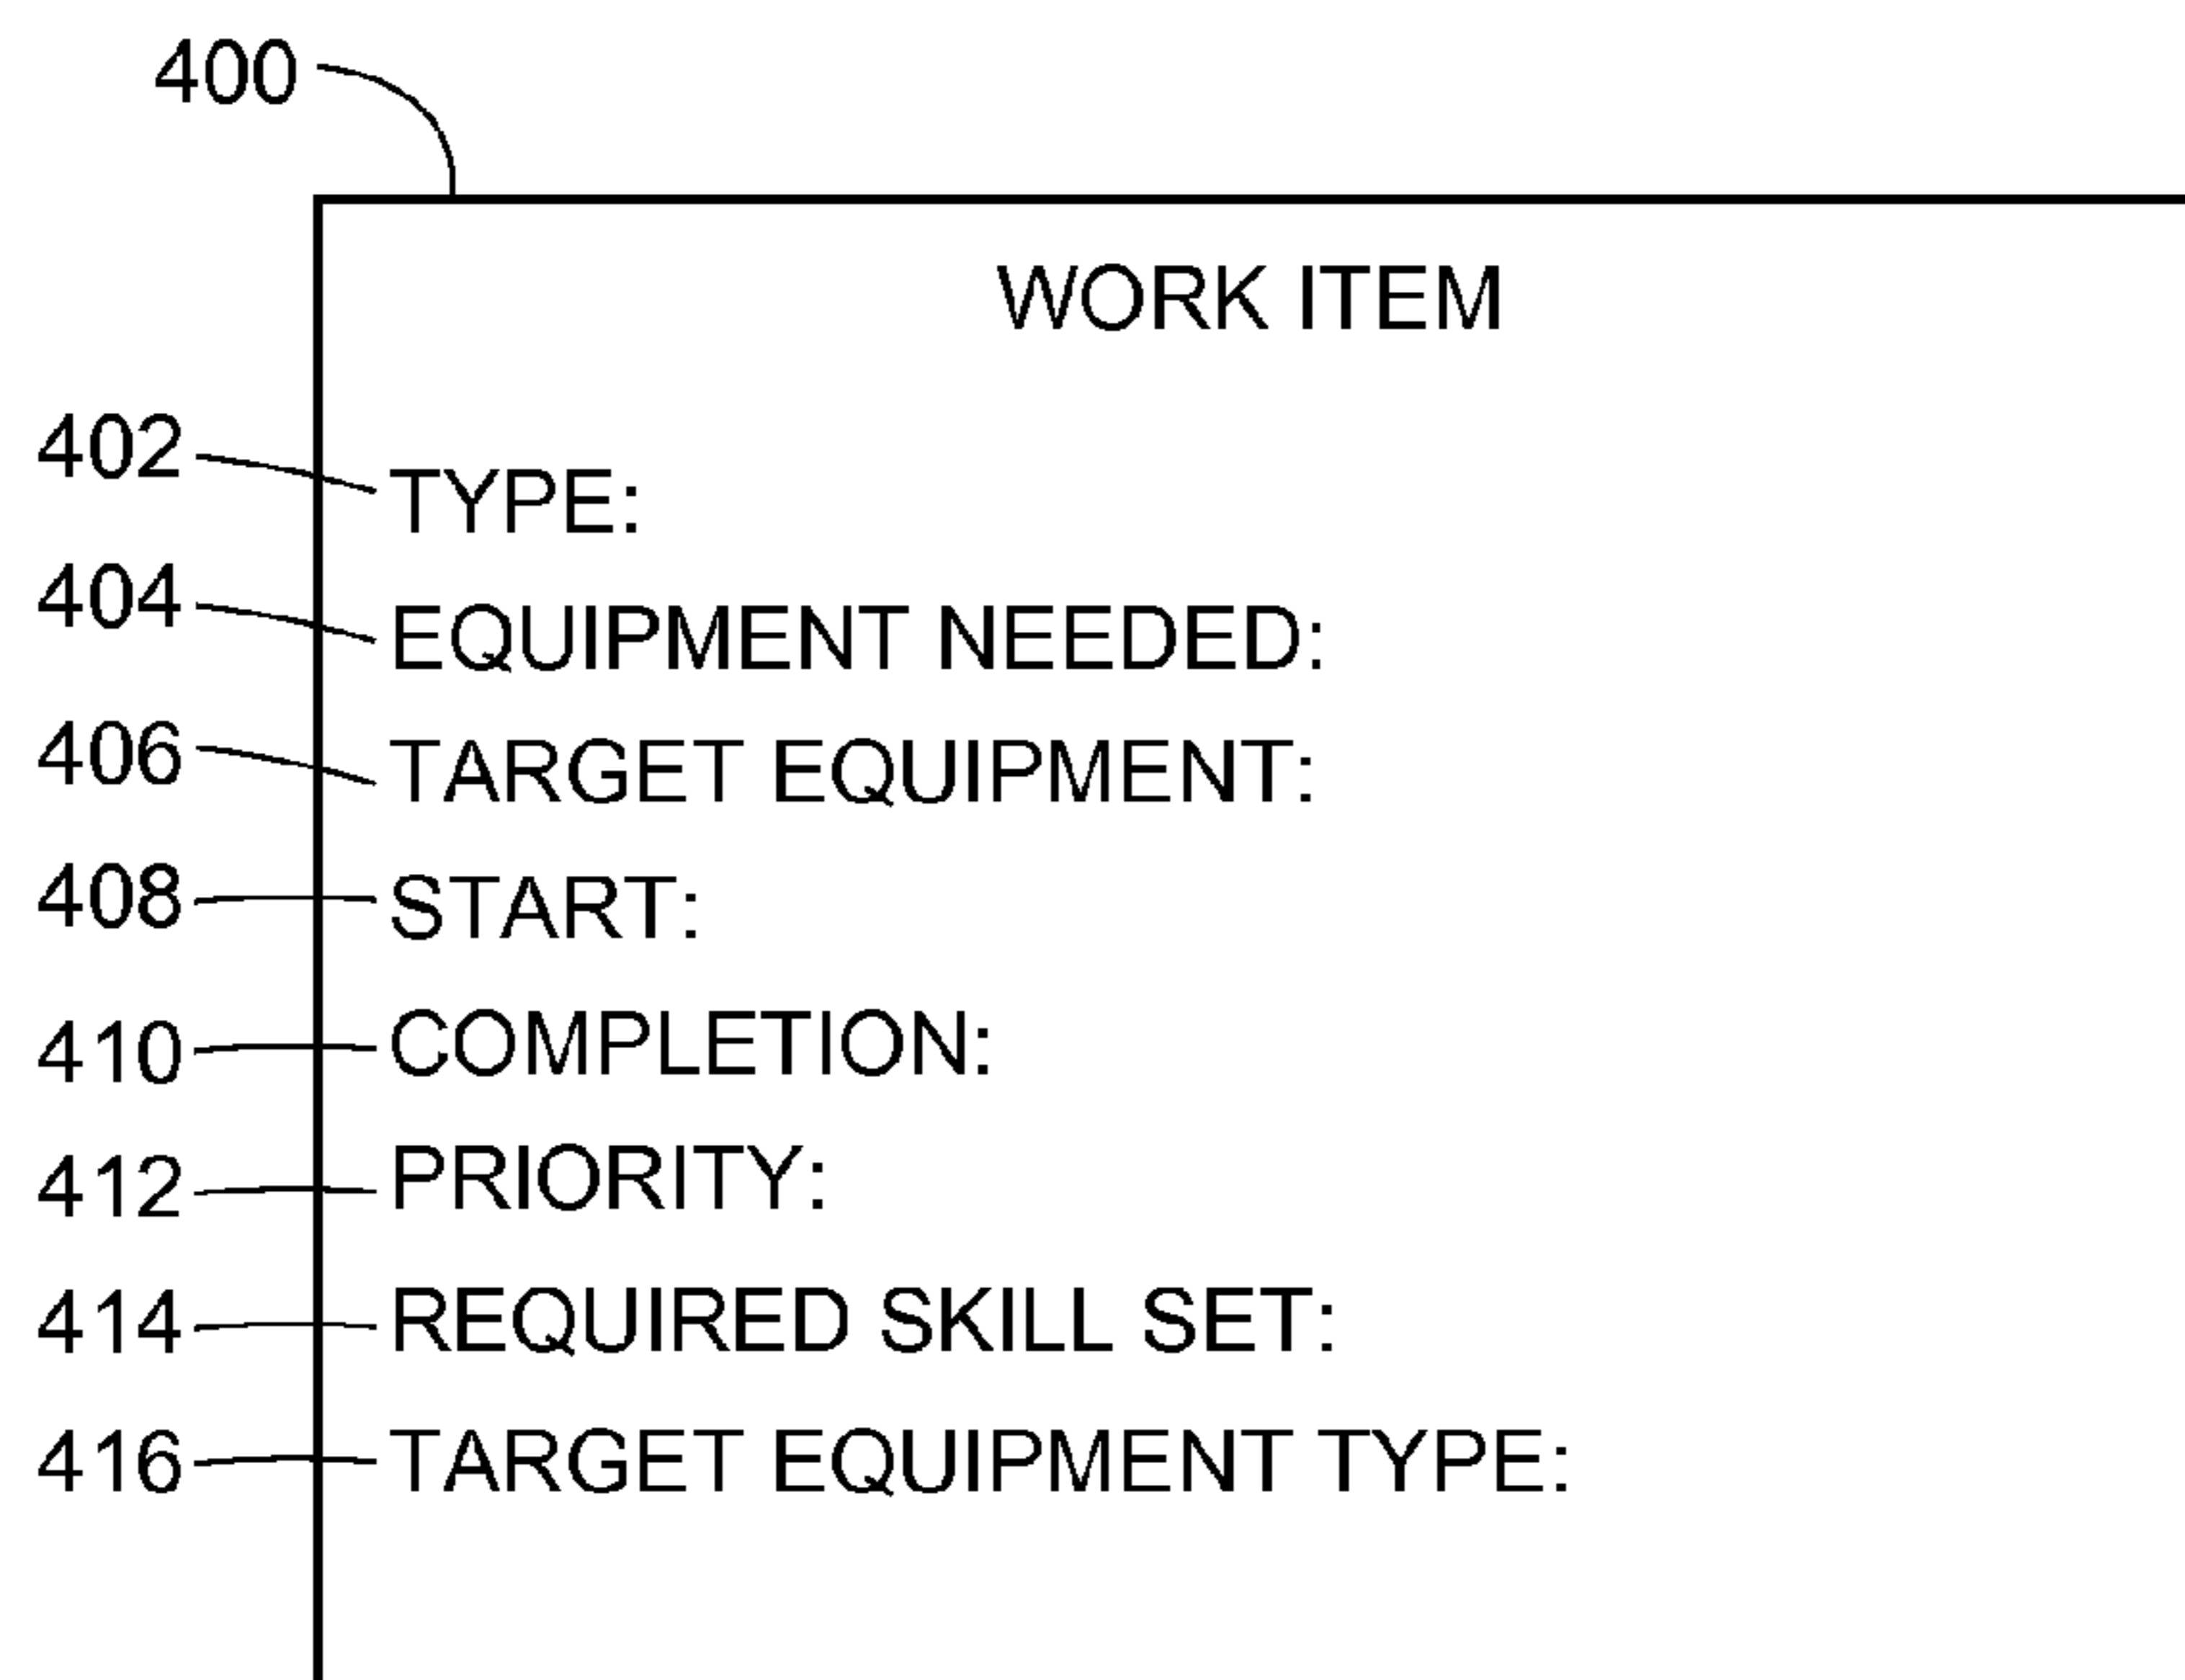 400
WORK ITEM
402 TYPE:
404 EQUIPMENT NEEDED:
406 TARGET EQUIPMENT:
408 START:
410 COMPLETION:
412 PRIORITY:
414 REQUIRED SKILL SET:
416 TARGET EQUIPMENT TYPE: